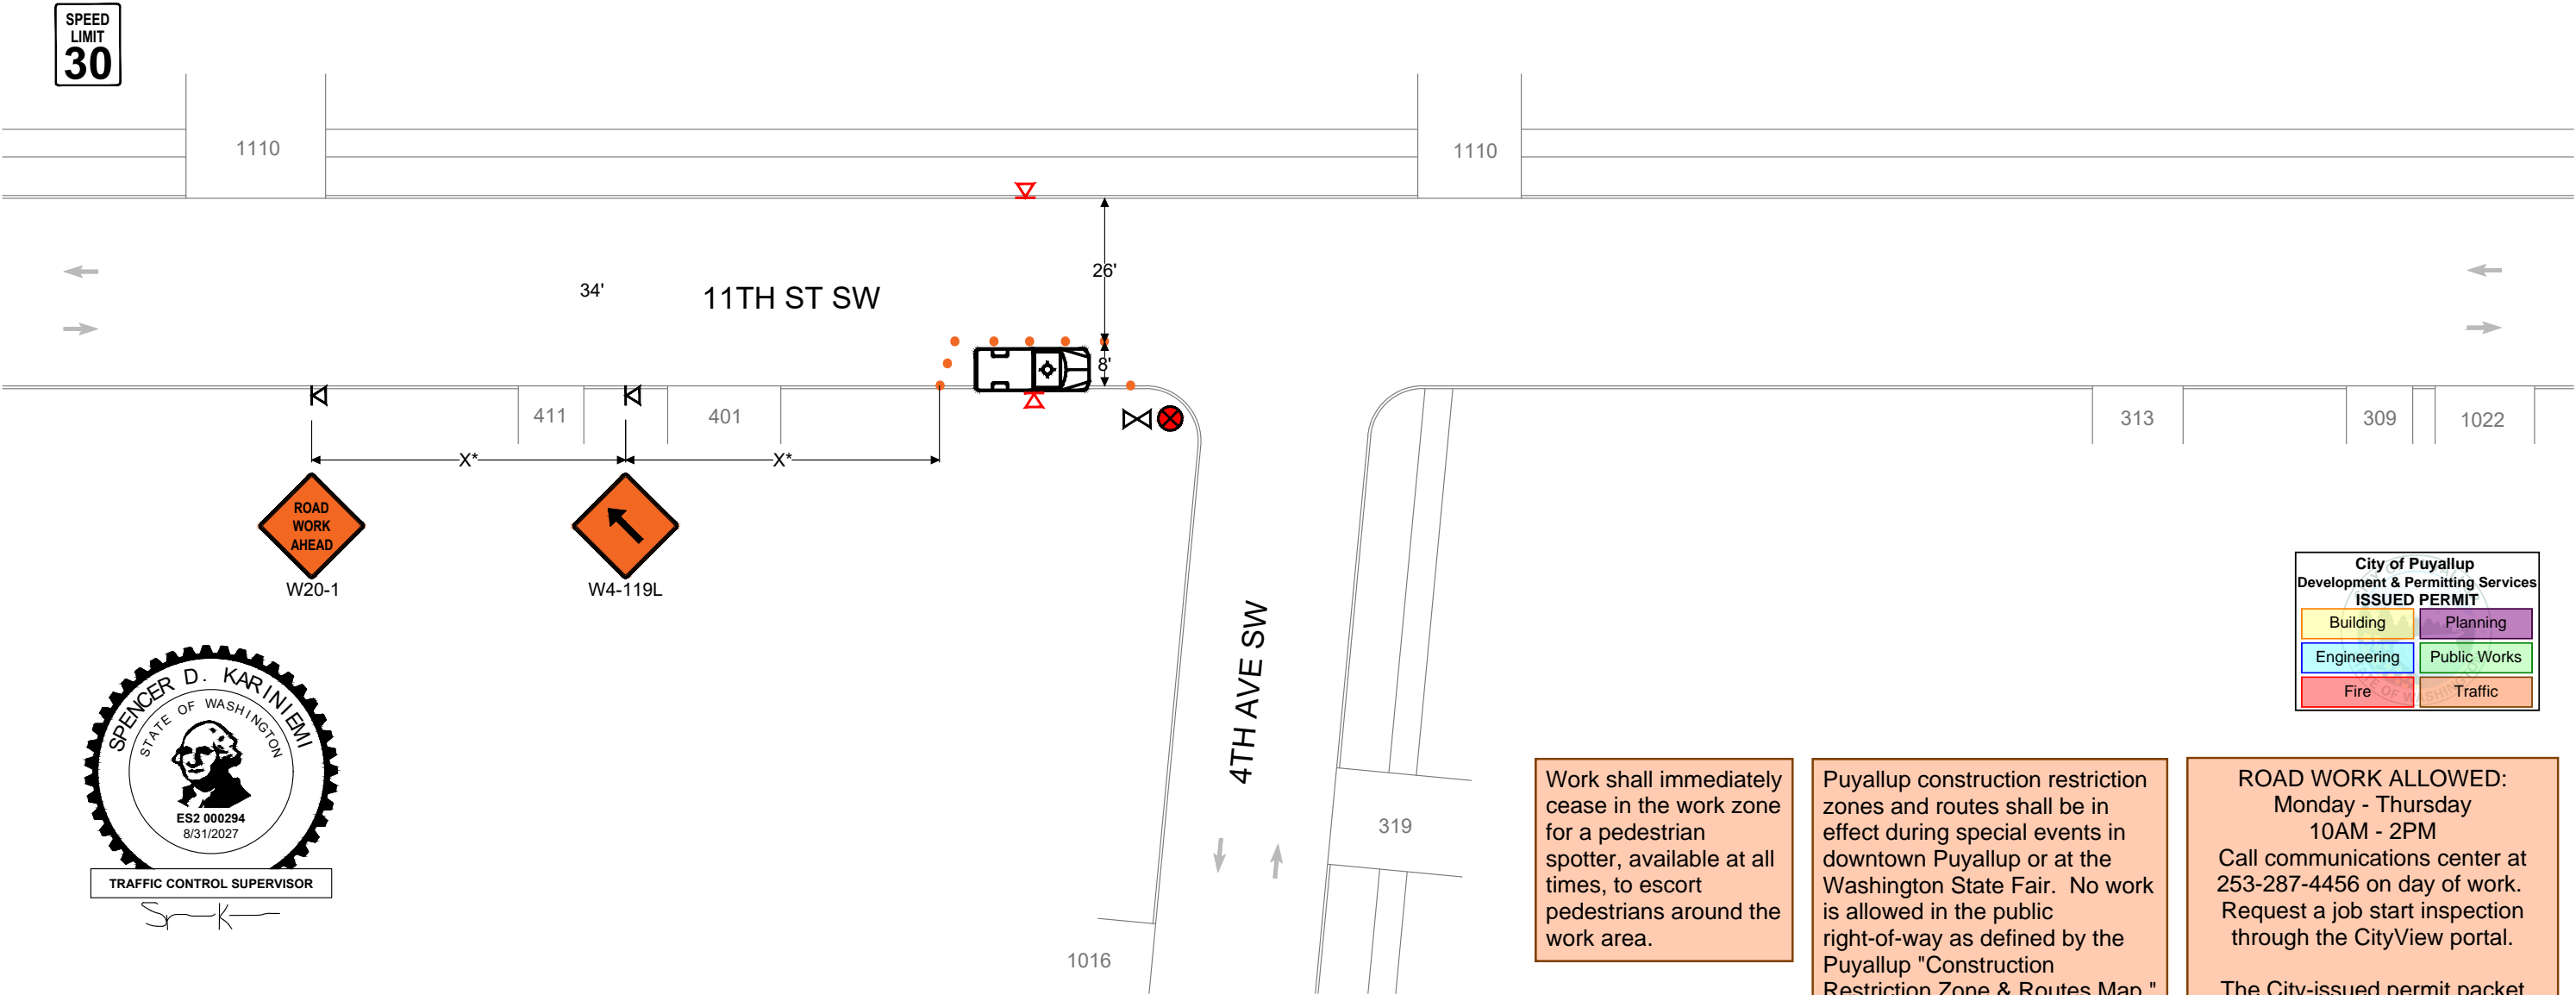 SPEED
LIMIT
30
1110
1110
26'
34'
11TH ST SW
8'
411
401
313
309
1022
X*
X*
ROAD
WORK
AHEAD
W20-1
W4-119L
4TH AVE SW
319
1016
SPENCER D. KARINIEMI
STATE OF WASHINGTON
ES2 000294
8/31/2027
TRAFFIC CONTROL SUPERVISOR
City of Puyallup
Development & Permitting Services
ISSUED PERMIT
Building
Planning
Engineering
Public Works
Fire
Traffic
Work shall immediately
cease in the work zone
for a pedestrian
spotter, available at all
times, to escort
pedestrians around the
work area.
Puyallup construction restriction
zones and routes shall be in
effect during special events in
downtown Puyallup or at the
Washington State Fair. No work
is allowed in the public
right-of-way as defined by the
Puyallup "Construction
Restriction Zone & Routes Map."
ROAD WORK ALLOWED:
Monday - Thursday
10AM - 2PM
Call communications center at
253-287-4456 on day of work.
Request a job start inspection
through the CityView portal.
The City-issued permit packet